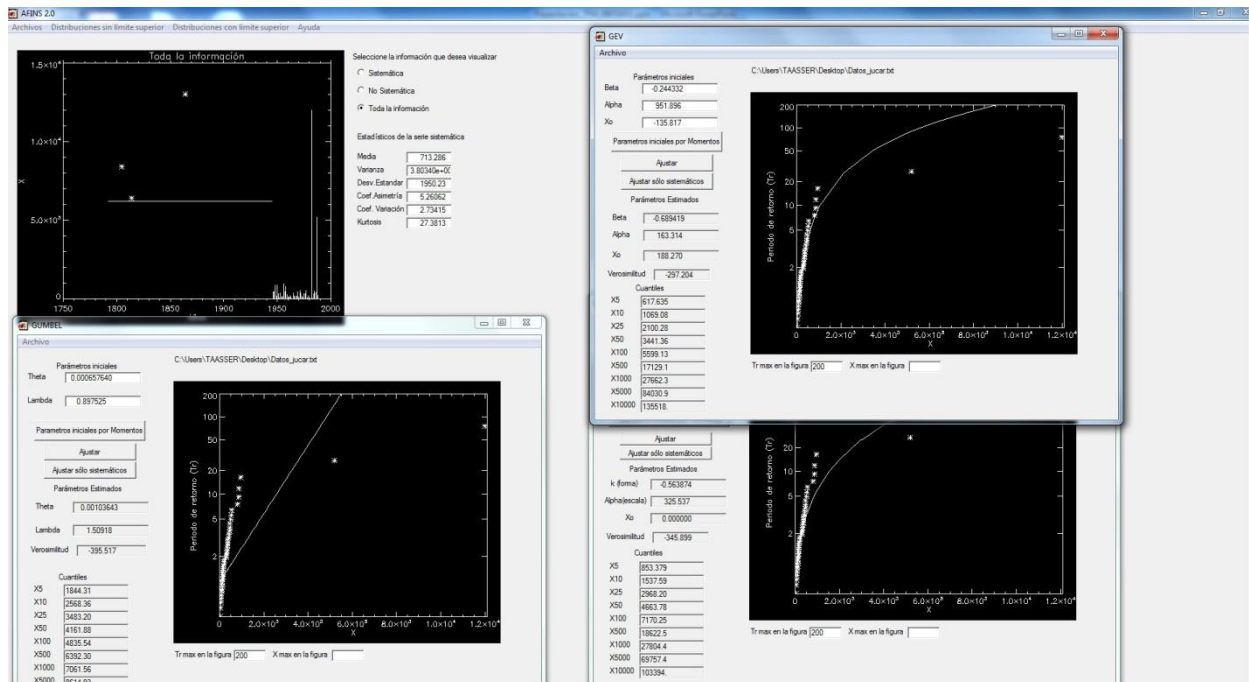 AFINS 2.0
Archivos Distribuciones sin límite superior Distribuciones con límite superior Ayuda
Toda la información
1.5×10⁴
1.0×10⁴
5.0×10³
0
X
1750 1800 1850 1900 1950 2000
Seleccione la información que desea visualizar
Sistemática
No Sistemática
Toda la información
Estadísticos de la serie sistemática
Media 713.286
Varianza 3.80340e+00
Desv.Estandar 1950.23
Coef.Asimetría 5.26062
Coef. Variación 2.73415
Kurtosis 27.3813
GEV
Archivo
Parámetros iniciales
Beta -0.244332
Alpha 951.896
Xo -135.817
Parametros iniciales por Momentos
Ajustar
Ajustar sólo sistemáticos
Parámetros Estimados
Beta -0.689419
Alpha 163.314
Xo 188.270
Verosimilitud -297.204
Cuantiles
X5 617.635
X10 1069.08
X25 2100.28
X50 3441.36
X100 5599.13
X500 17129.1
X1000 27662.3
X5000 84030.9
X10000 135518.
C:\Users\TAASSER\Desktop\Datos_jucar.txt
Periodo de retorno (Tr)
200
100
50
20
10
5
2
0 2.0×10³ 4.0×10³ 6.0×10³ 8.0×10³ 1.0×10⁴ 1.2×10⁴
X
Tr max en la figura 200 X max en la figura
GUMBEL
Archivo
Parámetros iniciales
Theta 0.000657640
Lambda 0.897525
Parametros iniciales por Momentos
Ajustar
Ajustar sólo sistemáticos
Parámetros Estimados
Theta 0.00103643
Lambda 1.50918
Verosimilitud -395.517
Cuantiles
X5 1844.31
X10 2568.36
X25 3483.20
X50 4161.88
X100 4835.54
X500 6392.30
X1000 7061.56
X5000
C:\Users\TAASSER\Desktop\Datos_jucar.txt
Periodo de retorno (Tr)
200
100
50
20
10
5
2
0 2.0×10³ 4.0×10³ 6.0×10³ 8.0×10³ 1.0×10⁴ 1.2×10⁴
X
Tr max en la figura 200 X max en la figura
Ajustar
Ajustar sólo sistemáticos
Parámetros Estimados
k (forma) -0.563874
Alpha(escala) 325.537
Xo 0.000000
Verosimilitud -345.899
Cuantiles
X5 853.379
X10 1537.59
X25 2968.20
X50 4663.78
X100 7170.25
X500 18622.5
X1000 27804.4
X5000 69757.4
X10000 103394.
Periodo de retorno (Tr)
20
10
5
2
0 2.0×10³ 4.0×10³ 6.0×10³ 8.0×10³ 1.0×10⁴ 1.2×10⁴
X
Tr max en la figura 200 X max en la figura